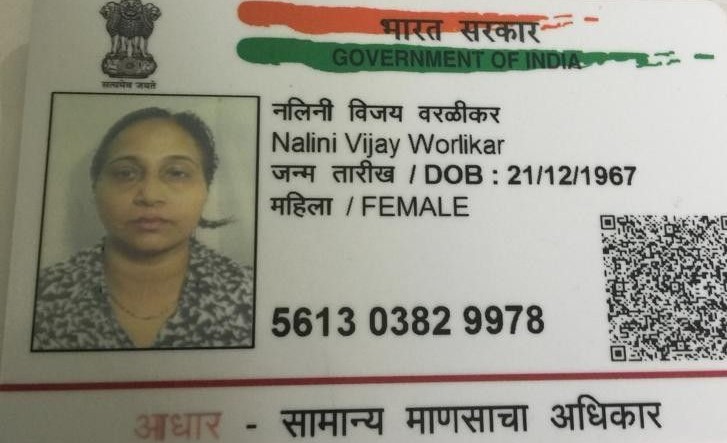 सत्यमेव जयते
भारत सरकार
GOVERNMENT OF INDIA
नलिनी विजय वरळीकर
Nalini Vijay Worlikar
जन्म तारीख / DOB : 21/12/1967
महिला / FEMALE
5613 0382 9978
आधार - सामान्य माणसाचा अधिकार